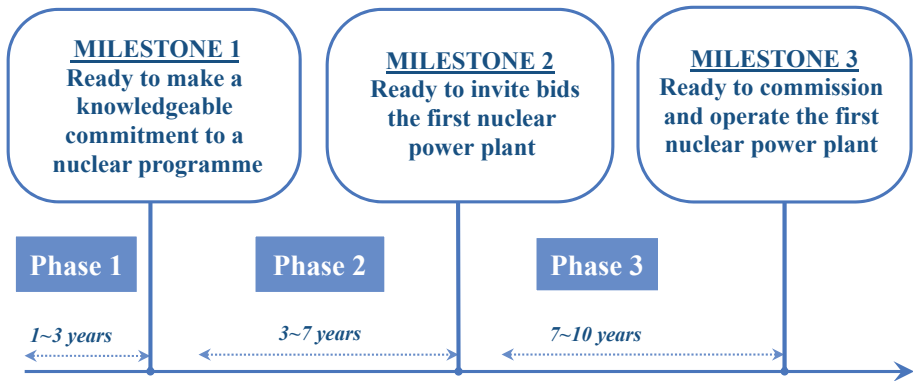 MILESTONE 1
Ready to make a
knowledgeable
commitment to a
nuclear programme
MILESTONE 2
Ready to invite bids
the first nuclear
power plant
MILESTONE 3
Ready to commission
and operate the first
nuclear power plant
Phase 1
Phase 2
Phase 3
1~3 years
3~7 years
7~10 years